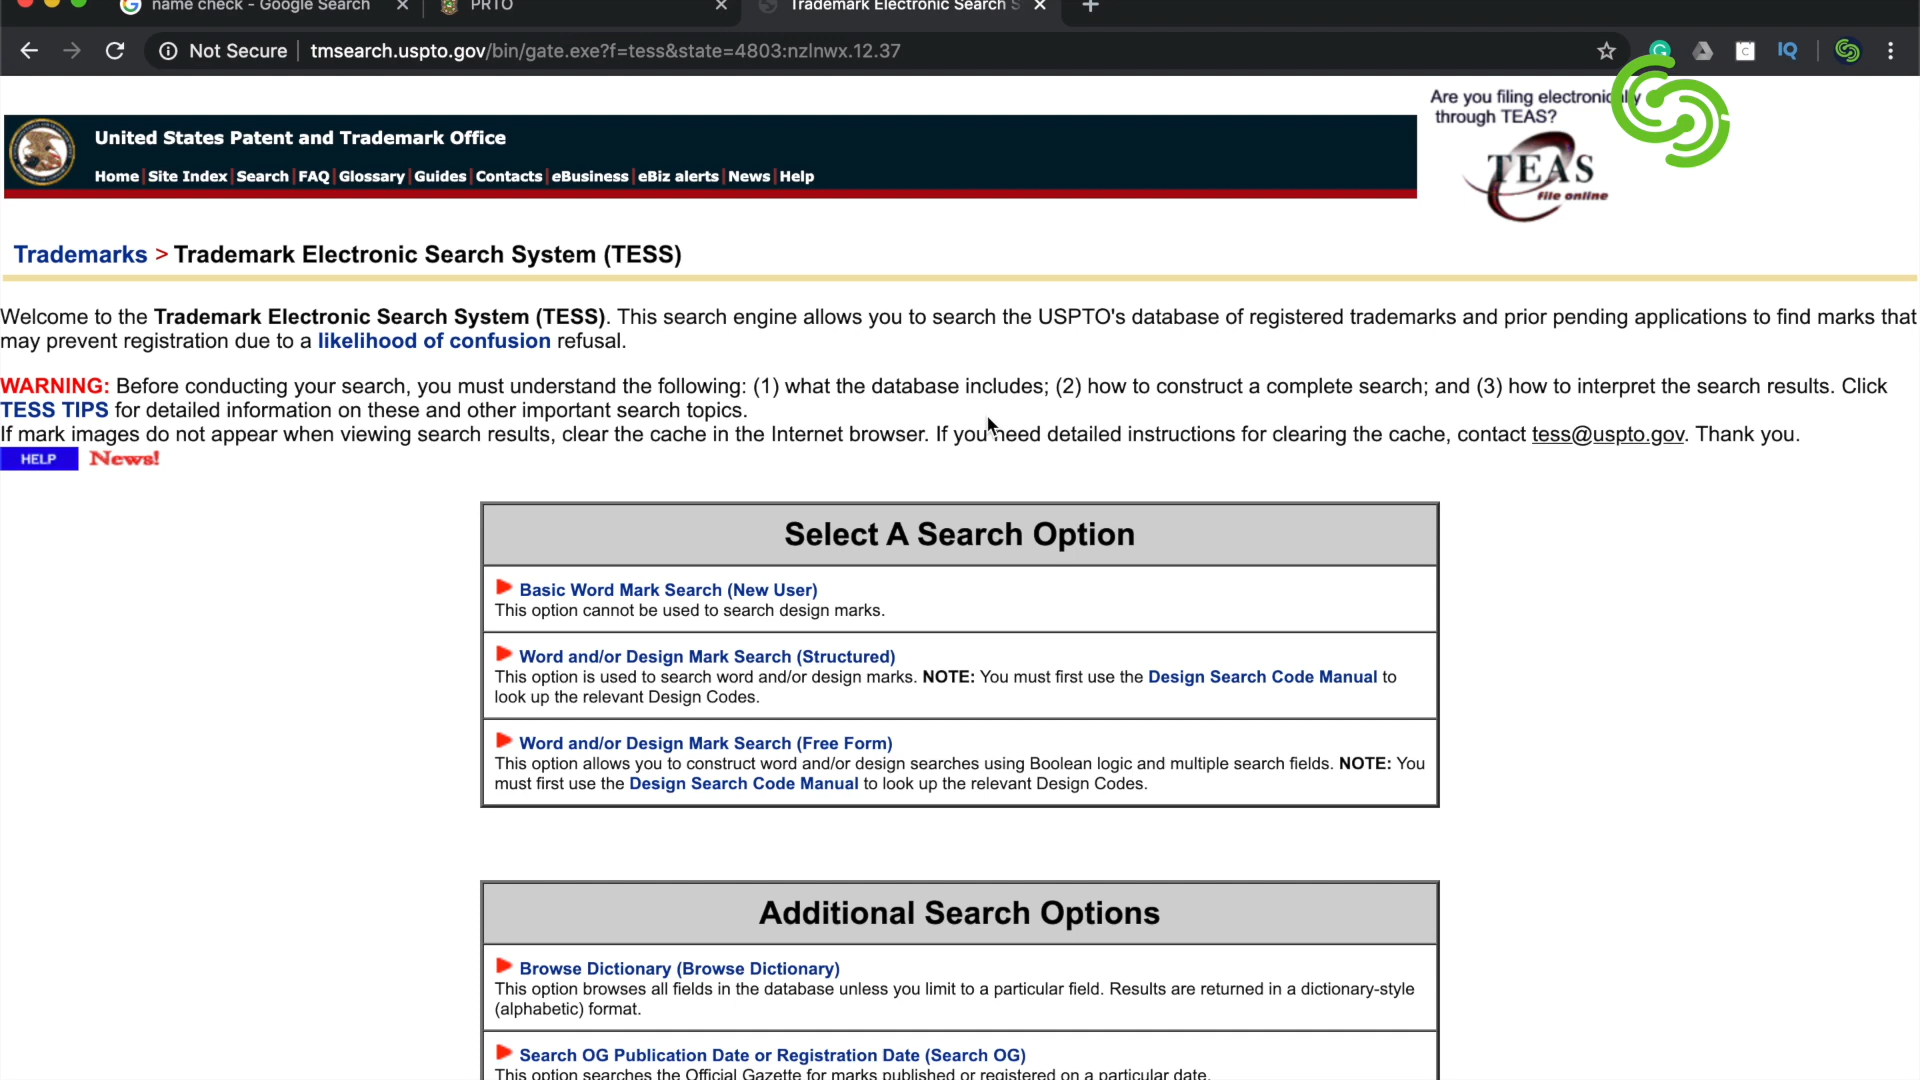 name check - Google Search
PRTO
Trademark Electronic Search S
Not Secure
tmsearch.uspto.gov/bin/gate.exe?f=tess&state=4803:nzlnwx.12.37
IQ
Are you filing electronically
through TEAS?
TEAS
file online
United States Patent and Trademark Office
Home | Site Index | Search | FAQ | Glossary | Guides | Contacts | eBusiness | eBiz alerts | News | Help
Trademarks > Trademark Electronic Search System (TESS)
Welcome to the Trademark Electronic Search System (TESS). This search engine allows you to search the USPTO's database of registered trademarks and prior pending applications to find marks that
may prevent registration due to a likelihood of confusion refusal.
WARNING: Before conducting your search, you must understand the following: (1) what the database includes; (2) how to construct a complete search; and (3) how to interpret the search results. Click
TESS TIPS for detailed information on these and other important search topics.
If mark images do not appear when viewing search results, clear the cache in the Internet browser. If you need detailed instructions for clearing the cache, contact tess@uspto.gov. Thank you.
HELP News!
Select A Search Option
Basic Word Mark Search (New User)
This option cannot be used to search design marks.
Word and/or Design Mark Search (Structured)
This option is used to search word and/or design marks. NOTE: You must first use the Design Search Code Manual to
look up the relevant Design Codes.
Word and/or Design Mark Search (Free Form)
This option allows you to construct word and/or design searches using Boolean logic and multiple search fields. NOTE: You
must first use the Design Search Code Manual to look up the relevant Design Codes.
Additional Search Options
Browse Dictionary (Browse Dictionary)
This option browses all fields in the database unless you limit to a particular field. Results are returned in a dictionary-style
(alphabetic) format.
Search OG Publication Date or Registration Date (Search OG)
This option searches the Official Gazette for marks published or registered on a particular date.